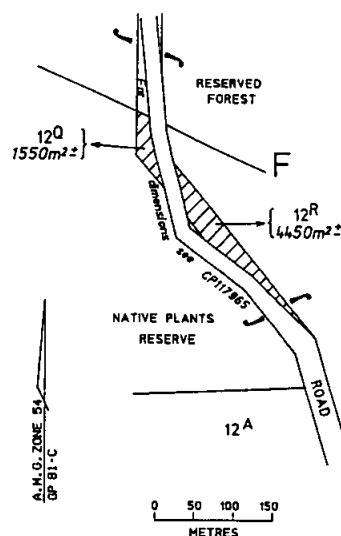 RESERVED
FOREST
For
12Q
1550m²±
F
12R
4450m²±
dimensions
see
CP117965
NATIVE PLANTS
RESERVE
ROAD
12A
A.M.G. ZONE 54
GP 81-C
0 50 100 150
METRES